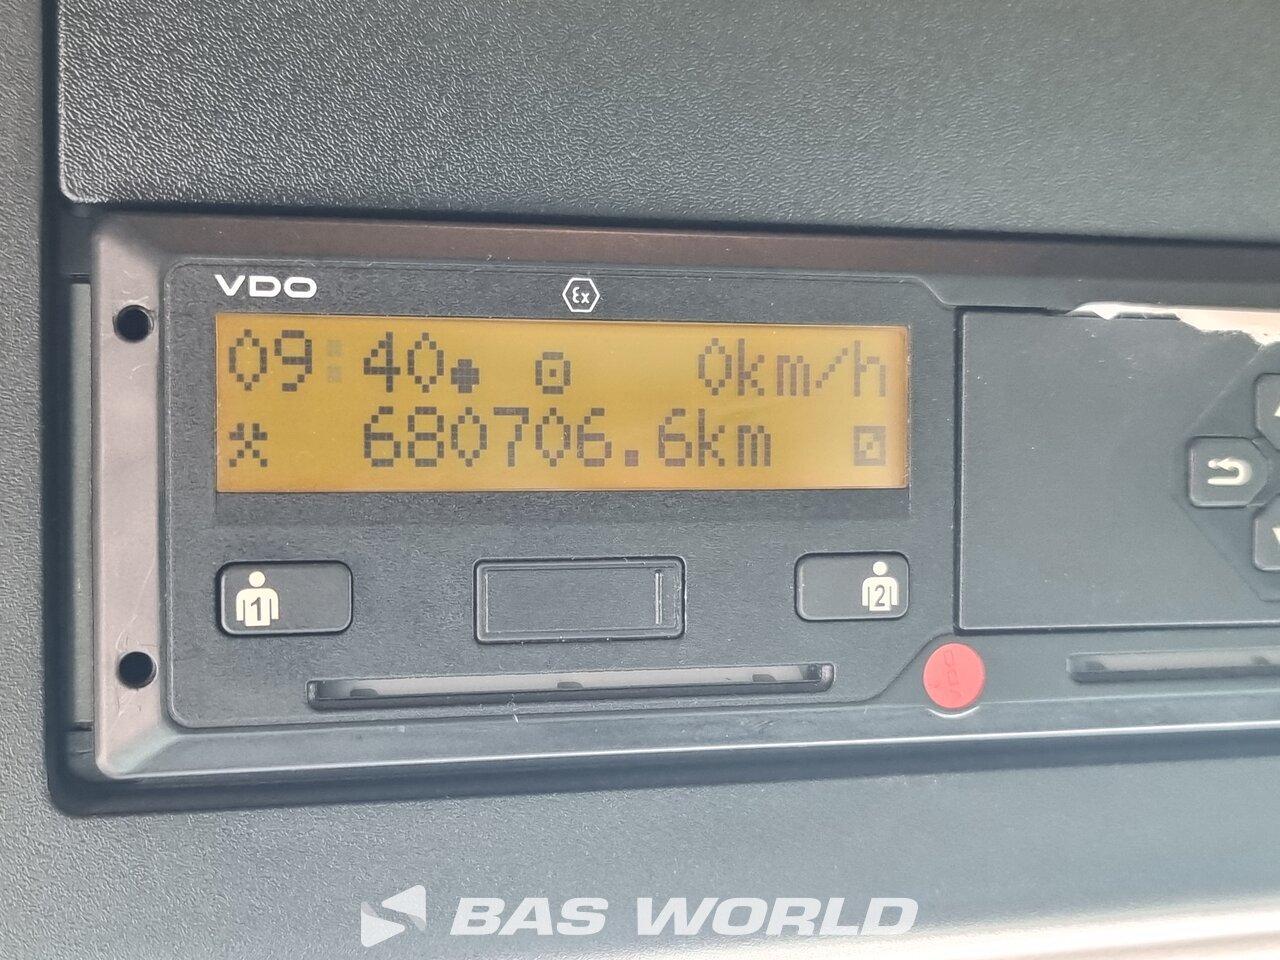 VDO
Ex
09:40 0km/h
680706.6km
1
2
BAS WORLD